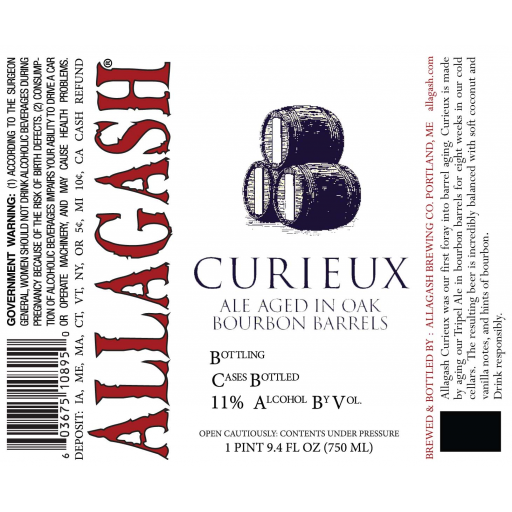 GOVERNMENT WARNING: (1) ACCORDING TO THE SURGEON
GENERAL, WOMEN SHOULD NOT DRINK ALCOHOLIC BEVERAGES DURING
PREGNANCY BECAUSE OF THE RISK OF BIRTH DEFECTS. (2) CONSUMP-
TION OF ALCOHOLIC BEVERAGES IMPAIRS YOUR ABILITY TO DRIVE A CAR
OR OPERATE MACHINERY, AND MAY CAUSE HEALTH PROBLEMS.
6 03675 10895 0
DEPOSIT: IA, ME, MA, CT, VT, NY, OR 5¢, MI 10¢, CA CASH REFUND
ALLAGASH®
CURIEUX
ALE AGED IN OAK
BOURBON BARRELS
BOTTLING
CASES BOTTLED
11% ALCOHOL BY VOL.
OPEN CAUTIOUSLY: CONTENTS UNDER PRESSURE
1 PINT 9.4 FL OZ (750 ML)
BREWED & BOTTLED BY : ALLAGASH BREWING CO. PORTLAND, ME allagash.com
Allagash Curieux was our first foray into barrel aging. Curieux is made
by aging our Tripel Ale in bourbon barrels for eight weeks in our cold
cellars. The resulting beer is incredibly balanced with soft coconut and
vanilla notes, and hints of bourbon.
Drink responsibly.